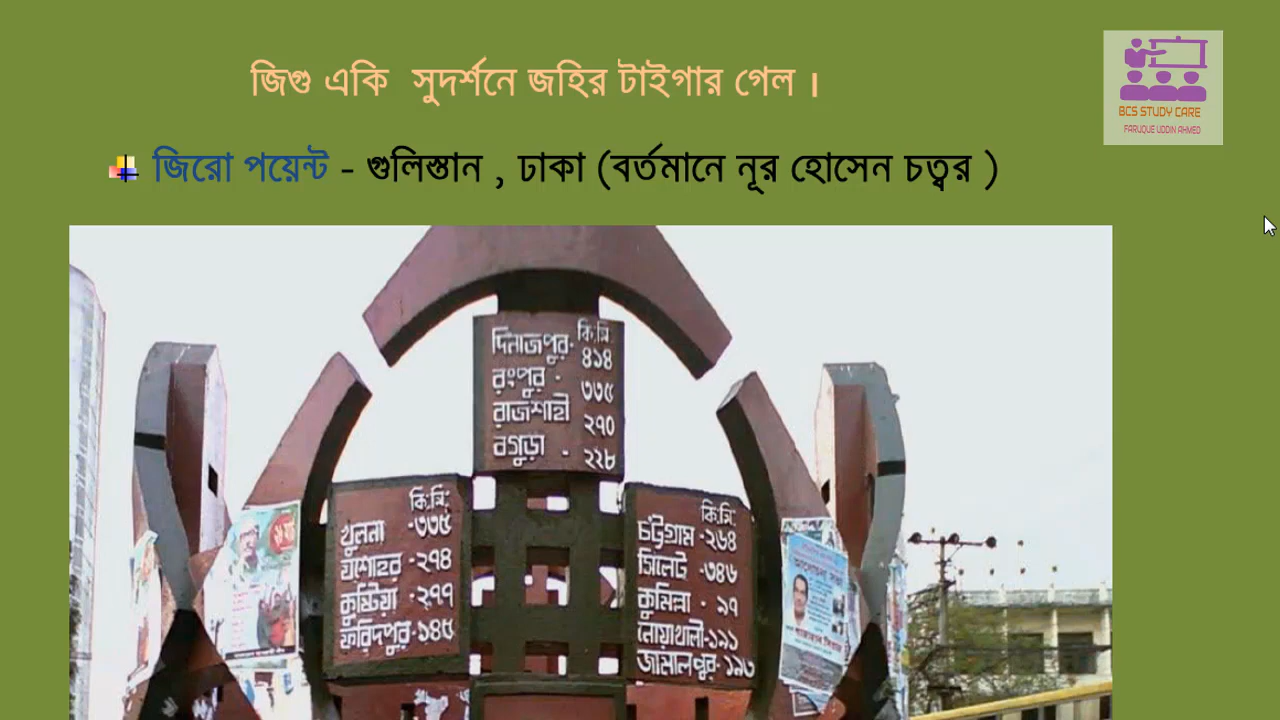 জিগু একি সুদর্শনে জহির টাইগার গেল ।
BCS STUDY CARE
FARUQUE UDDIN AHMED
জিরো পয়েন্ট - গুলিস্তান , ঢাকা (বর্তমানে নূর হোসেন চত্বর )
কি:মি:
দিনাজপুর- ৪১৪
রংপুর - ৩৩৫
রাজশাহী ২৭০
বগুড়া - ২২৮
কি:মি:
খুলনা -৩৩৫
যশোহর -২৭৪
কুষ্টিয়া -২৭৭
ফরিদপুর-১৪৫
কি:মি:
চট্টগ্রাম -২৬৪
সিলেট -৩৪৬
কুমিল্লা - ৯৭
নোয়াখালী-১৯১
জামালপুর- ১৯৩